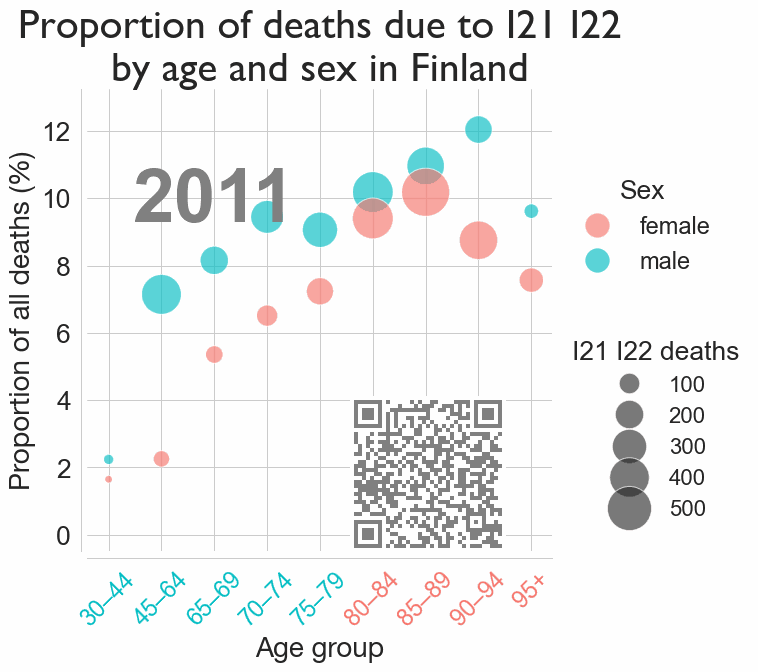 Proportion of deaths due to I21 I22
by age and sex in Finland
Proportion of all deaths (%)
12
10
8
6
4
2
0
2011
30–44
45–64
65–69
70–74
75–79
80–84
85–89
90–94
95+
Age group
Sex
female
male
I21 I22 deaths
100
200
300
400
500